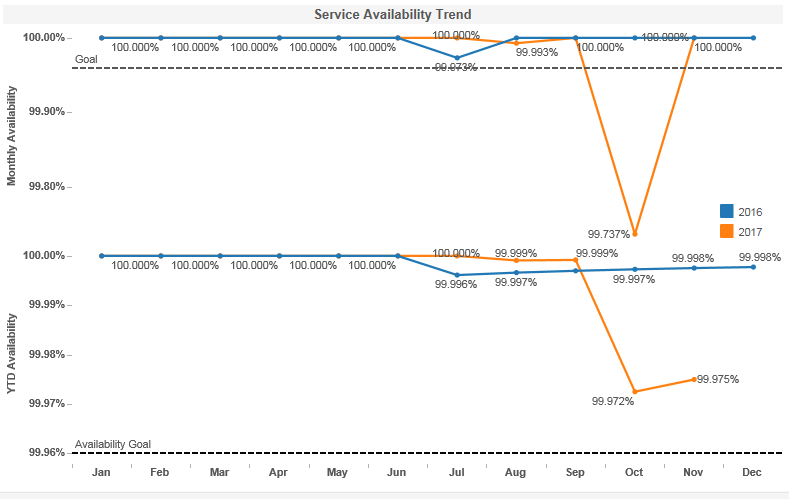 Service Availability Trend
Monthly Availability
100.00%
99.90%
99.80%
Goal
100.000% 100.000% 100.000% 100.000% 100.000% 100.000% 99.973% 99.993% 100.000% 100.000% 100.000%
99.737%
2016
2017
YTD Availability
100.00%
99.99%
99.98%
99.97%
99.96%
100.000% 100.000% 100.000% 100.000% 100.000% 100.000% 99.996% 99.999% 99.997% 99.999% 99.997% 99.998% 99.998%
99.972% 99.975%
Availability Goal
Jan Feb Mar Apr May Jun Jul Aug Sep Oct Nov Dec